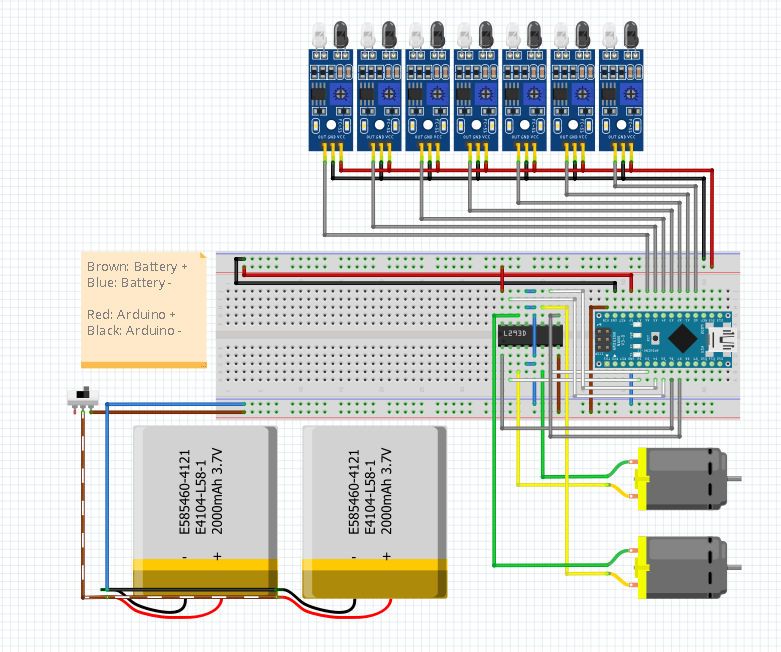 OUT GND VCC
OUT GND VCC
OUT GND VCC
OUT GND VCC
OUT GND VCC
OUT GND VCC
OUT GND VCC
Brown: Battery +
Blue: Battery -
Red: Arduino +
Black: Arduino -
L293D
E585460-4121
E4104-L58-1
2000mAh 3.7V
- +
E585460-4121
E4104-L58-1
2000mAh 3.7V
- +